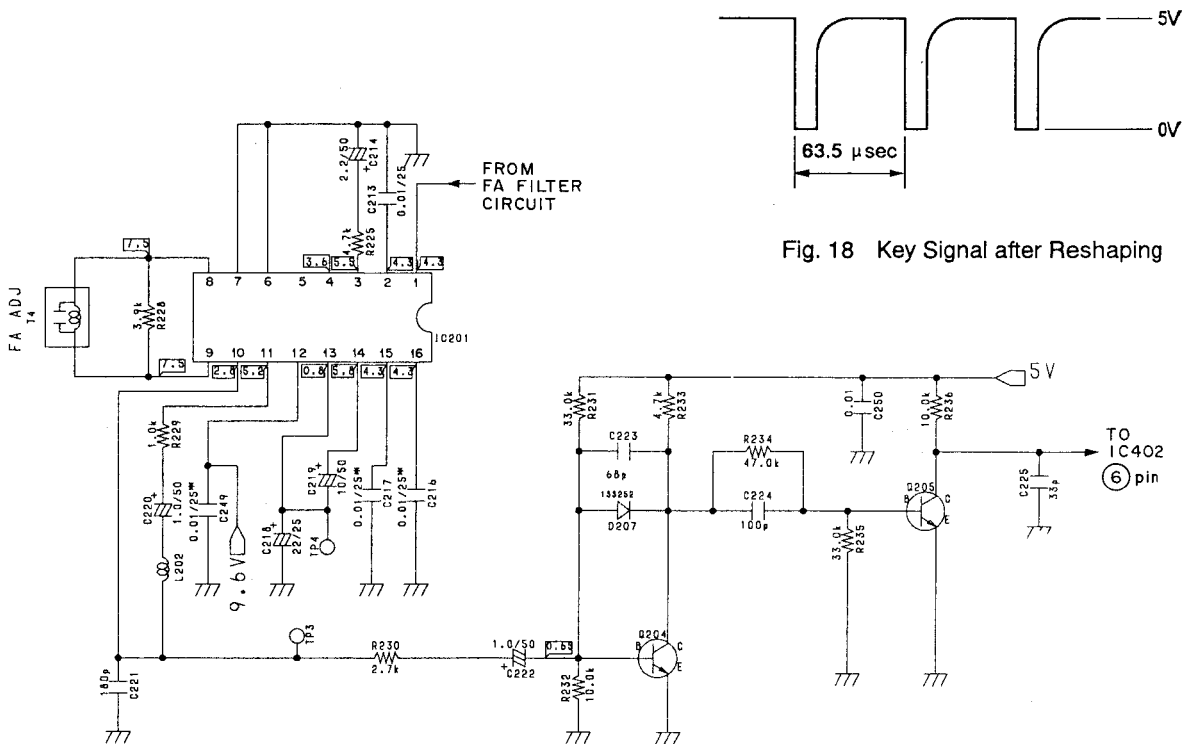 5V
0V
63.5 µsec
Fig. 18 Key Signal after Reshaping
FROM
FA FILTER
CIRCUIT
2.2/50
+
C214
C213
0.01/25
4.7k
R225
7.5
3.6
5.5
4.3
4.3
8
7
6
5
4
3
2
1
FA ADJ
T4
3.9k
R228
IC201
9
10
11
12
13
14
15
16
7.5
2.8
5.2
0.8
5.8
4.3
4.3
1.0k
R229
C220
+
1.0/50
0.01/25**
C249
L202
9.6V
C218
+
22/25
C219
+
10/50
TP4
0.01/25**
C217
0.01/25**
C216
TP3
R230
2.7k
1.0/50
+
C222
0.65
180p
C221
R232
10.0k
Q204
B
C
E
33.0k
R231
4.7k
R233
C223
68p
1SS252
D207
R234
47.0k
C224
100p
0.01
C250
10.0k
R236
5V
33.0k
R235
Q205
B
C
E
C225
33p
TO
IC402
6 pin